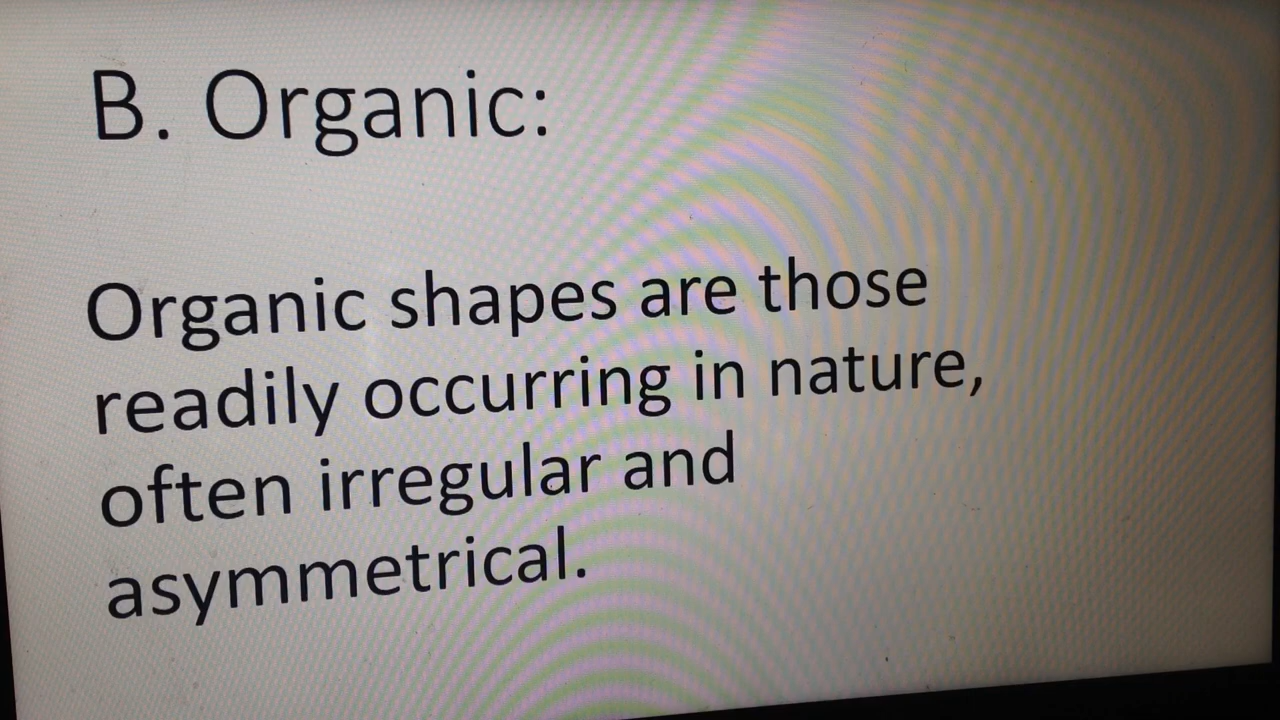 B. Organic:
Organic shapes are those
readily occurring in nature,
often irregular and
asymmetrical.